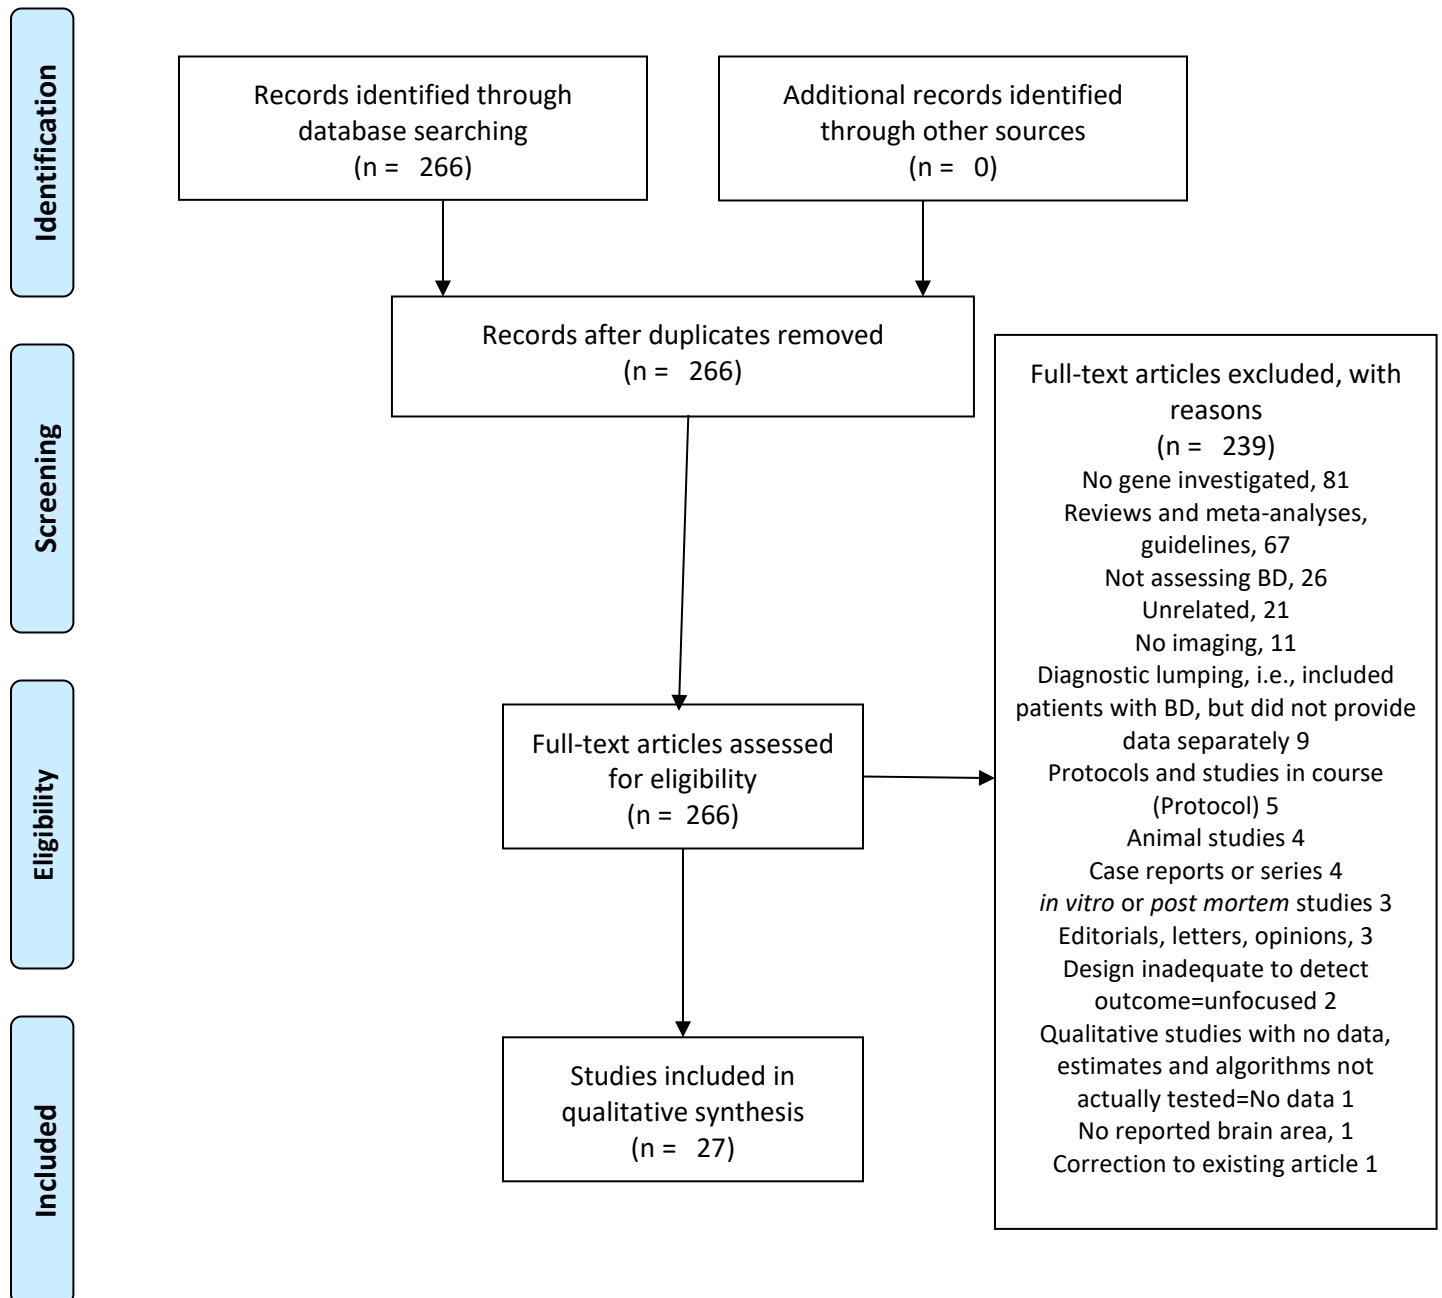 Identification
Records identified through
database searching
(n = 266)
Additional records identified
through other sources
(n = 0)
Screening
Records after duplicates removed
(n = 266)
Full-text articles excluded, with
reasons
(n = 239)
No gene investigated, 81
Reviews and meta-analyses,
guidelines, 67
Not assessing BD, 26
Unrelated, 21
No imaging, 11
Diagnostic lumping, i.e., included
patients with BD, but did not provide
data separately 9
Protocols and studies in course
(Protocol) 5
Animal studies 4
Case reports or series 4
in vitro or post mortem studies 3
Editorials, letters, opinions, 3
Design inadequate to detect
outcome=unfocused 2
Qualitative studies with no data,
estimates and algorithms not
actually tested=No data 1
No reported brain area, 1
Correction to existing article 1
Eligibility
Full-text articles assessed
for eligibility
(n = 266)
Included
Studies included in
qualitative synthesis
(n = 27)